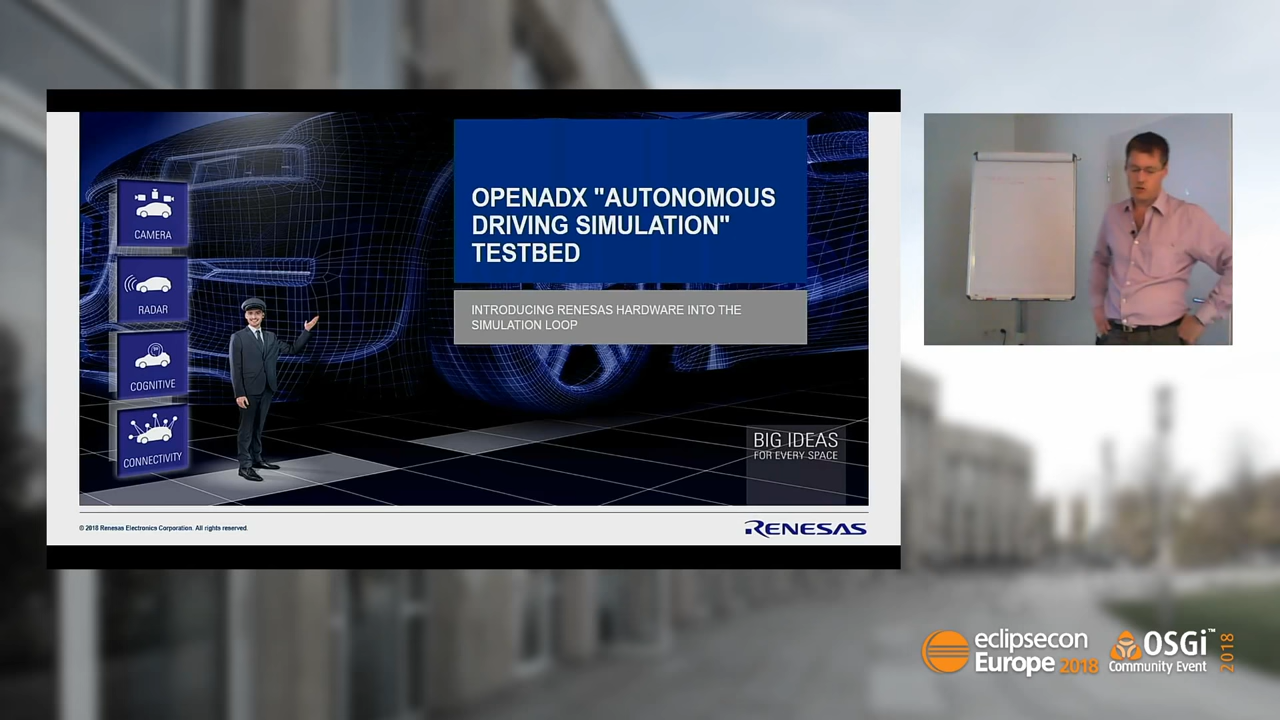 CAMERA
RADAR
COGNITIVE
CONNECTIVITY
OPENADX "AUTONOMOUS
DRIVING SIMULATION"
TESTBED
INTRODUCING RENESAS HARDWARE INTO THE
SIMULATION LOOP
BIG IDEAS
FOR EVERY SPACE
© 2018 Renesas Electronics Corporation. All rights reserved.
RENESAS
eclipsecon
Europe 2018
OSGi™
Community Event
2018